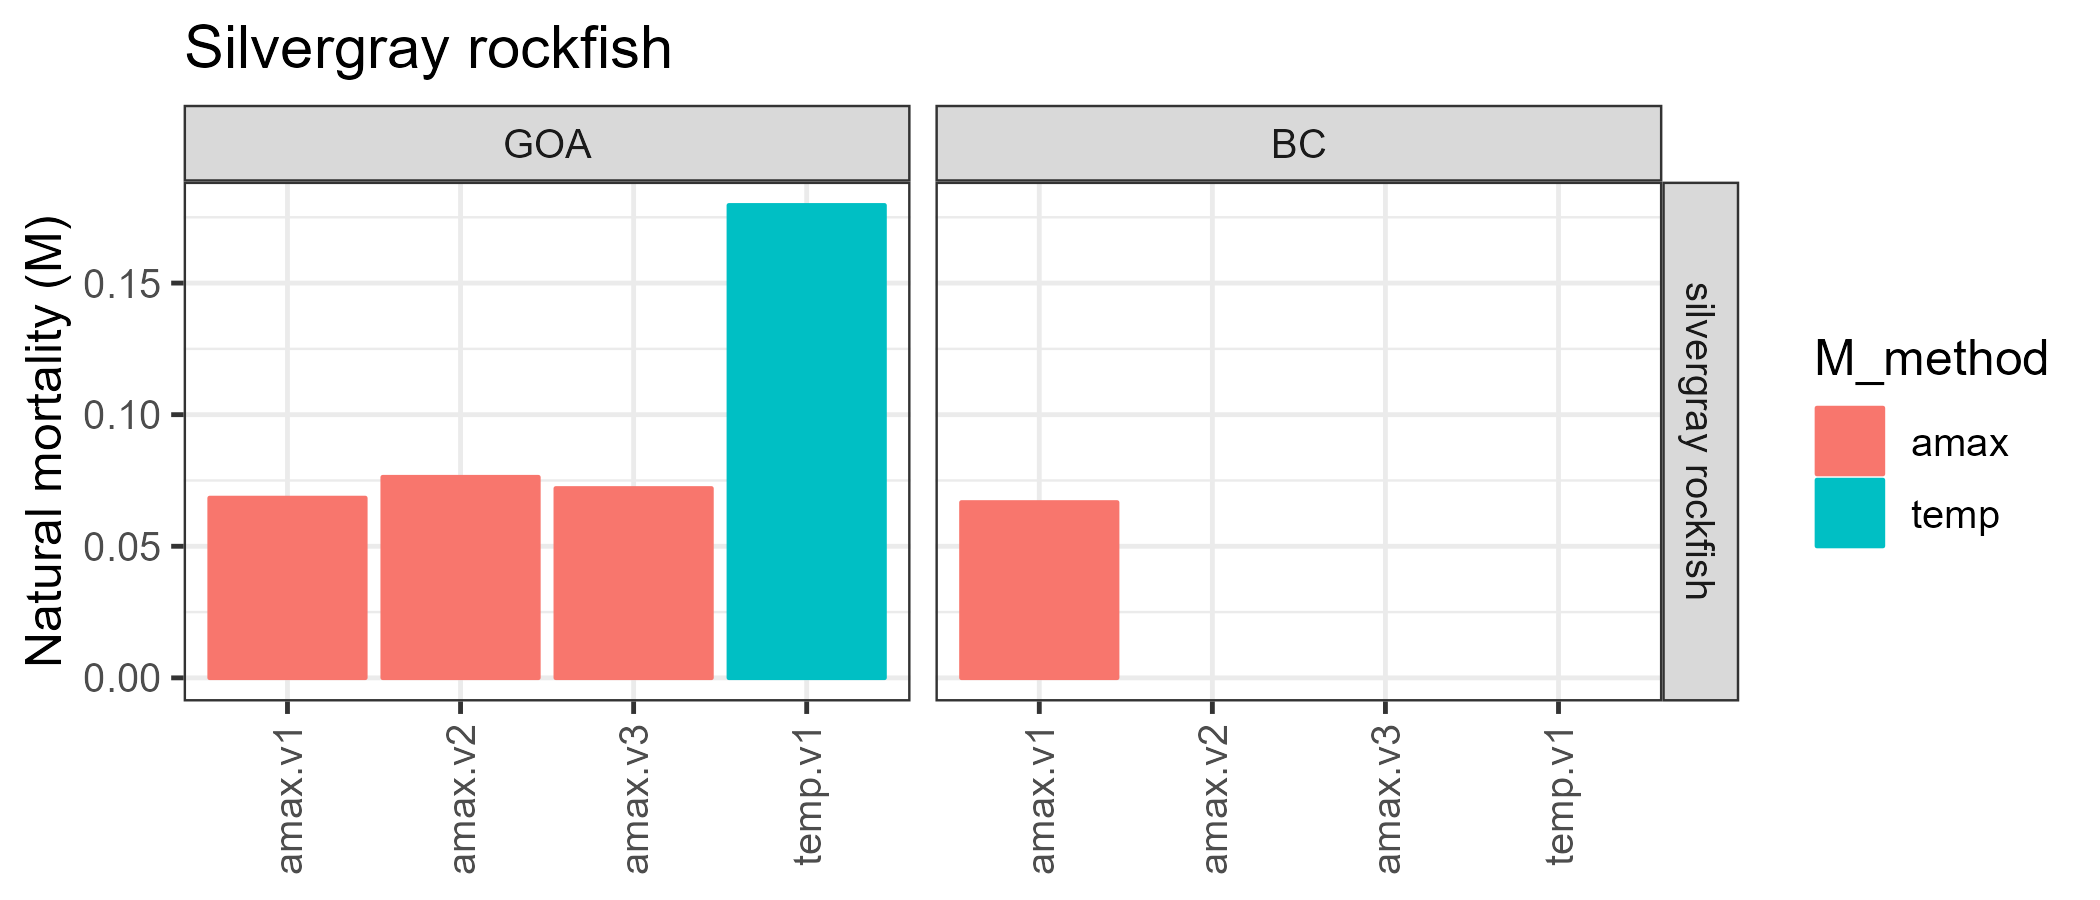 Silvergray rockfish
GOA
BC
Natural mortality (M)
0.15
0.10
0.05
0.00
amax.v1
amax.v2
amax.v3
temp.v1
amax.v1
amax.v2
amax.v3
temp.v1
silvergray rockfish
M_method
amax
temp